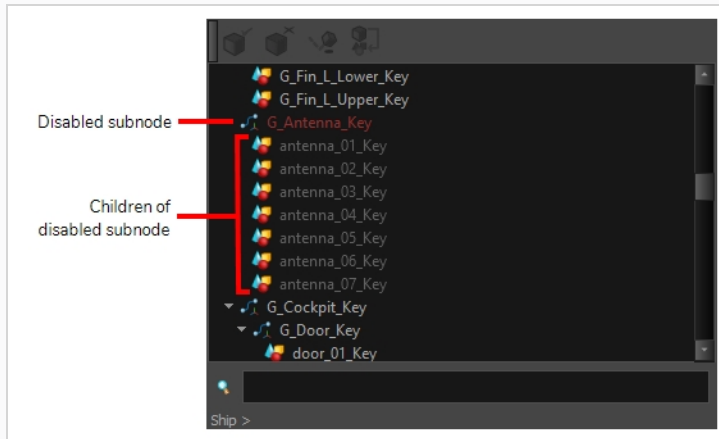 G_Fin_L_Lower_Key
G_Fin_L_Upper_Key
Disabled subnode
G_Antenna_Key
antenna_01_Key
antenna_02_Key
antenna_03_Key
Children of
disabled subnode
antenna_04_Key
antenna_05_Key
antenna_06_Key
antenna_07_Key
G_Cockpit_Key
G_Door_Key
door_01_Key
Ship >